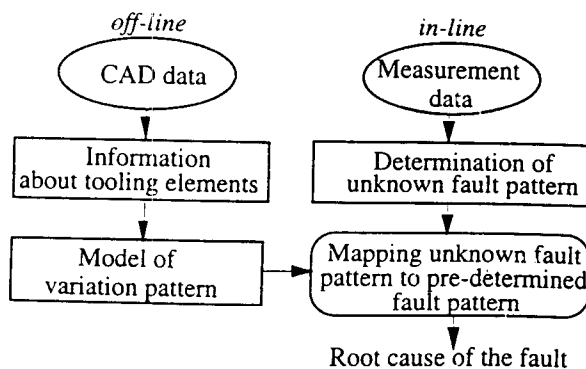 off-line
CAD data
Information
about tooling elements
Model of
variation pattern
in-line
Measurement
data
Determination of
unknown fault pattern
Mapping unknown fault
pattern to pre-determined
fault pattern
Root cause of the fault